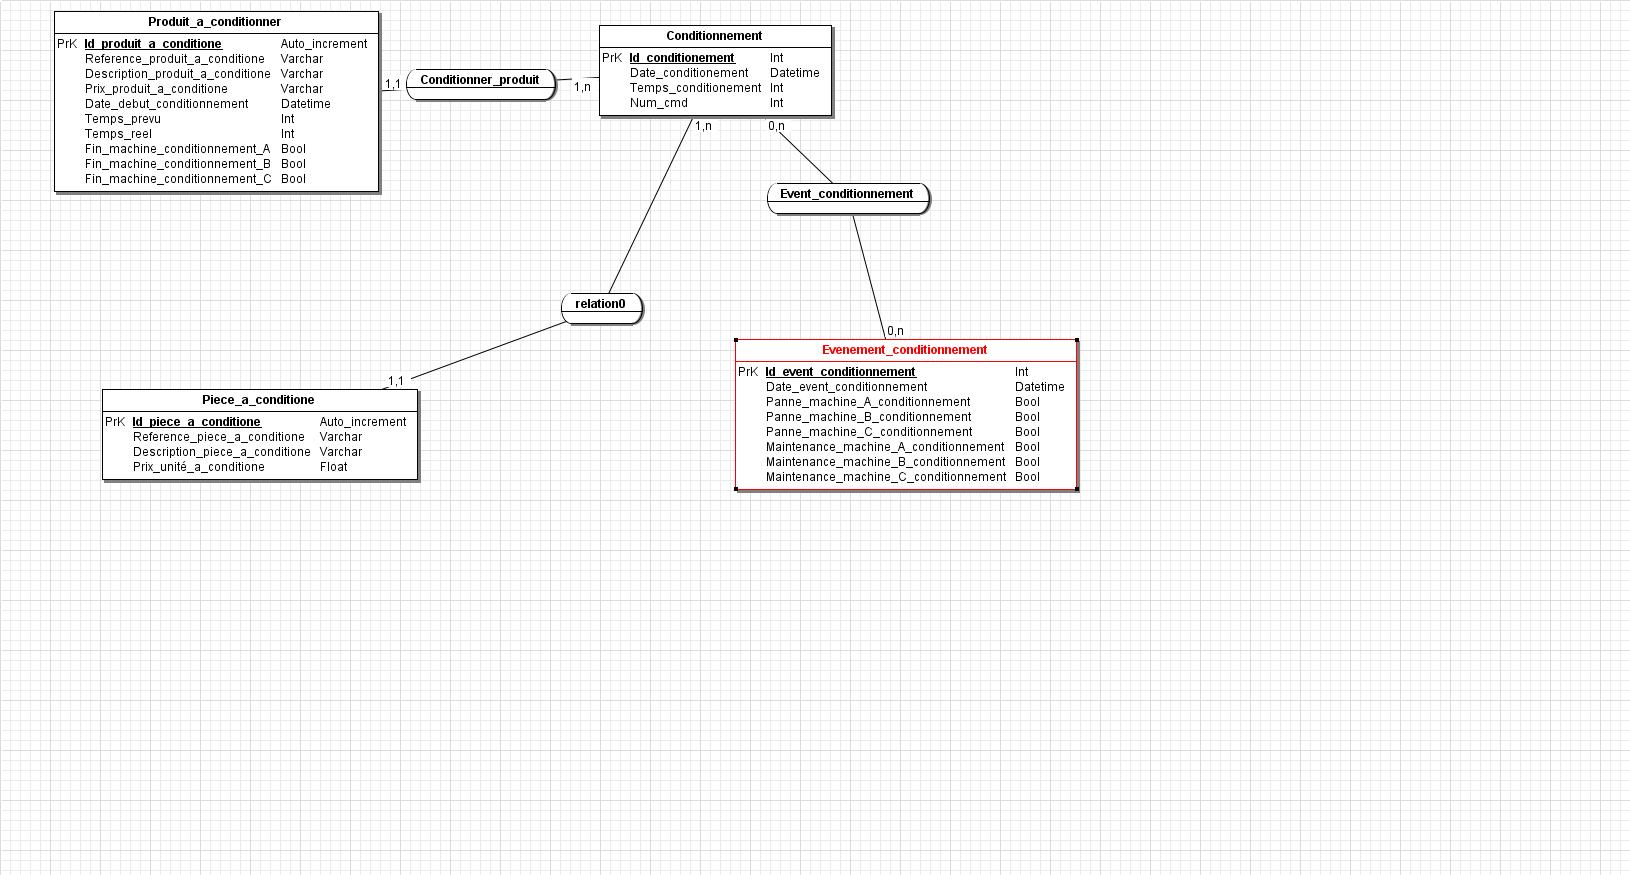 Produit_a_conditionner
PrK Id_produit_a_conditione Auto_increment
Reference_produit_a_conditione Varchar
Description_produit_a_conditione Varchar
Prix_produit_a_conditione Varchar
Date_debut_conditionnement Datetime
Temps_prevu Int
Temps_reel Int
Fin_machine_conditionnement_A Bool
Fin_machine_conditionnement_B Bool
Fin_machine_conditionnement_C Bool
1,1
Conditionner_produit
1,n
Conditionnement
PrK Id_conditionement Int
Date_conditionement Datetime
Temps_conditionement Int
Num_cmd Int
1,n
0,n
Event_conditionnement
relation0
0,n
1,1
Evenement_conditionnement
PrK Id_event_conditionnement Int
Date_event_conditionnement Datetime
Panne_machine_A_conditionnement Bool
Panne_machine_B_conditionnement Bool
Panne_machine_C_conditionnement Bool
Maintenance_machine_A_conditionnement Bool
Maintenance_machine_B_conditionnement Bool
Maintenance_machine_C_conditionnement Bool
Piece_a_conditione
PrK Id_piece_a_conditione Auto_increment
Reference_piece_a_conditione Varchar
Description_piece_a_conditione Varchar
Prix_unité_a_conditione Float